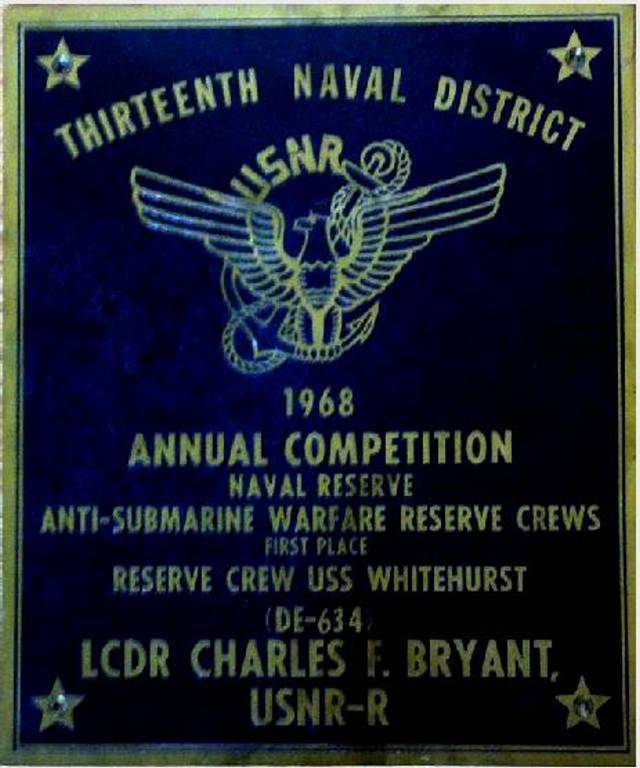 THIRTEENTH NAVAL DISTRICT
USNR
1968
ANNUAL COMPETITION
NAVAL RESERVE
ANTI-SUBMARINE WARFARE RESERVE CREWS
FIRST PLACE
RESERVE CREW USS WHITEHURST
(DE-634)
LCDR CHARLES F. BRYANT,
USNR-R